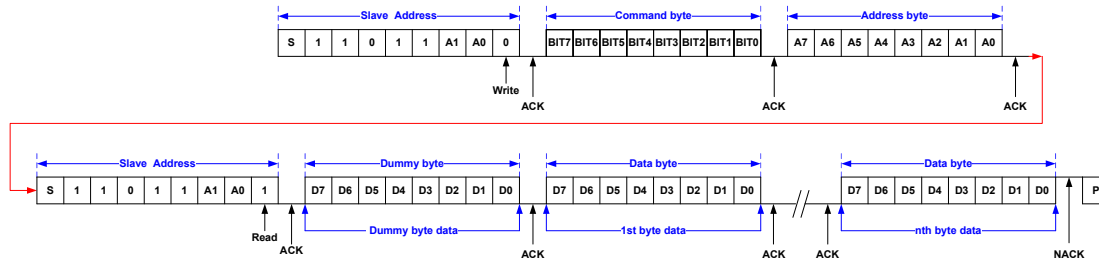 Slave Address Command byte Address byte
S 1 1 0 1 1 A1 A0 0 BIT7 BIT6 BIT5 BIT4 BIT3 BIT2 BIT1 BIT0 A7 A6 A5 A4 A3 A2 A1 A0
Write ACK ACK ACK
Slave Address Dummy byte Data byte Data byte
S 1 1 0 1 1 A1 A0 1 D7 D6 D5 D4 D3 D2 D1 D0 D7 D6 D5 D4 D3 D2 D1 D0 // D7 D6 D5 D4 D3 D2 D1 D0 P
Dummy byte data 1st byte data nth byte data
Read ACK ACK ACK ACK NACK